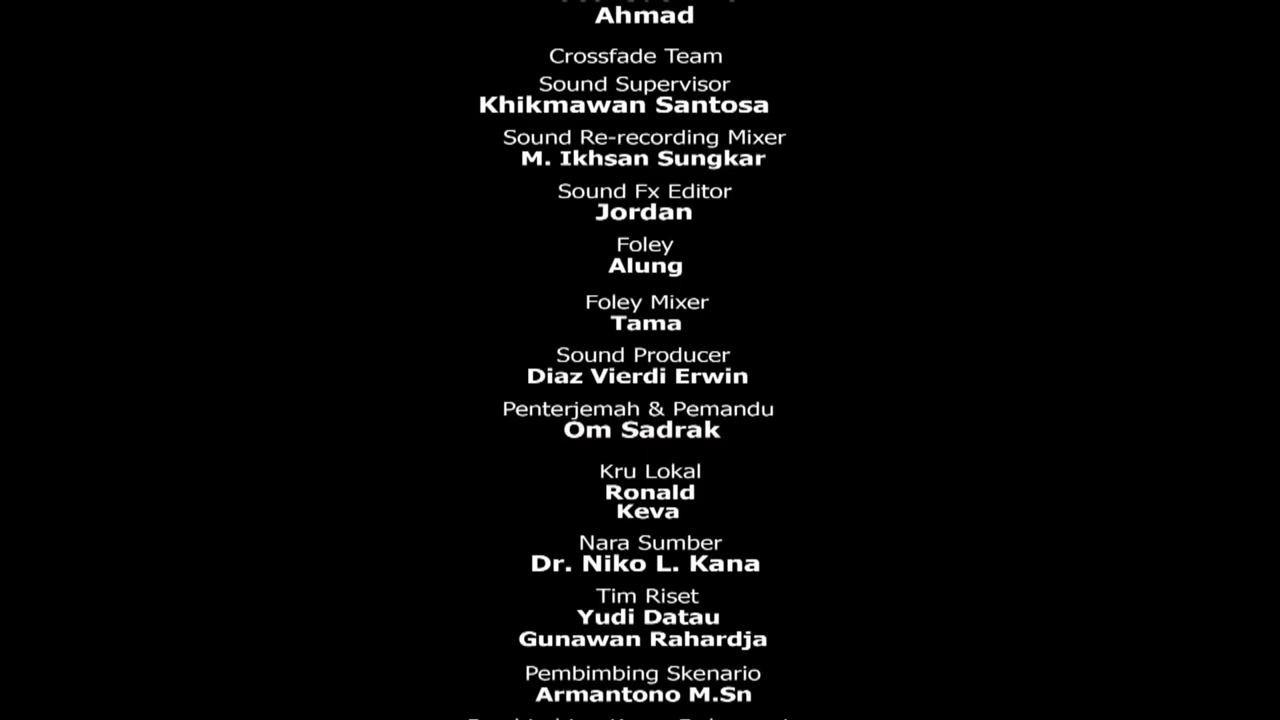 Ahmad
Crossfade Team
Sound Supervisor
Khikmawan Santosa
Sound Re-recording Mixer
M. Ikhsan Sungkar
Sound Fx Editor
Jordan
Foley
Alung
Foley Mixer
Tama
Sound Producer
Diaz Vierdi Erwin
Penterjemah & Pemandu
Om Sadrak
Kru Lokal
Ronald
Keva
Nara Sumber
Dr. Niko L. Kana
Tim Riset
Yudi Datau
Gunawan Rahardja
Pembimbing Skenario
Armantono M.Sn